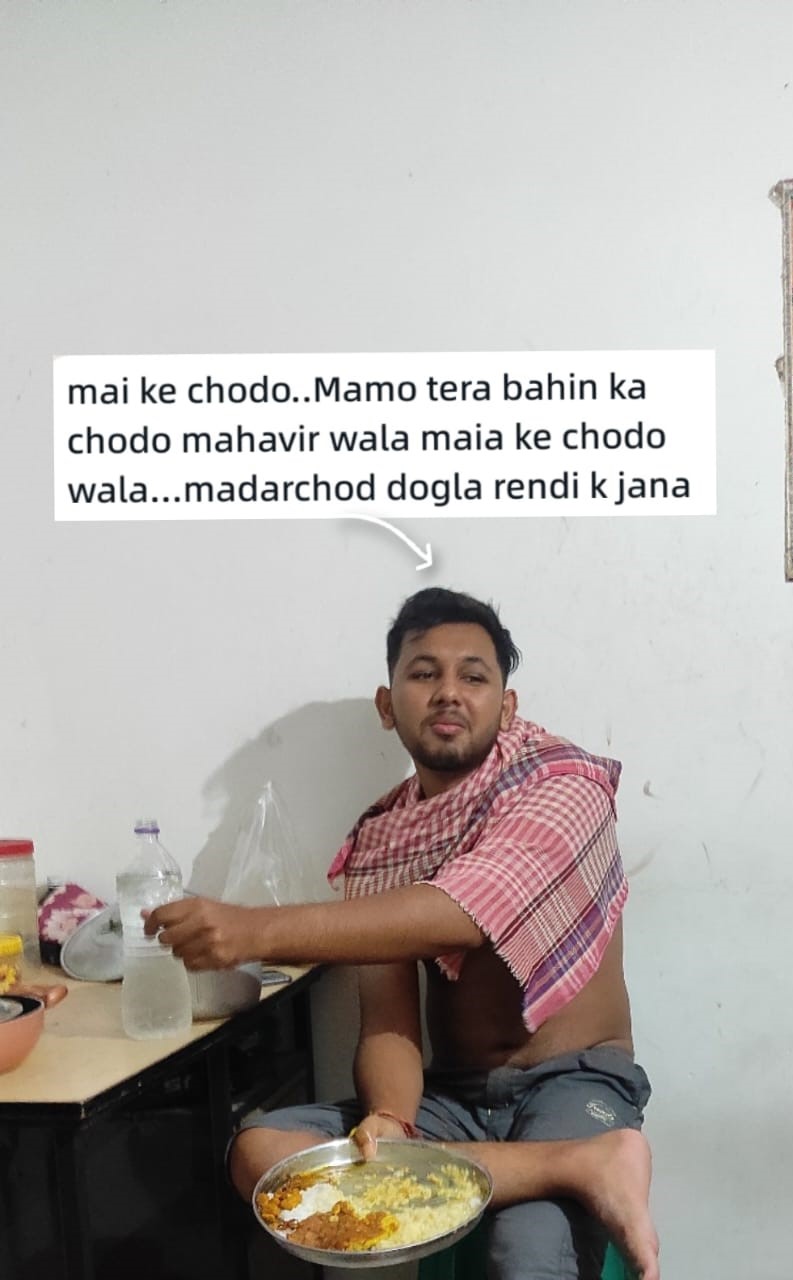 mai ke chodo..Mamo tera bahin ka
chodo mahavir wala maia ke chodo
wala...madarchod dogla rendi k jana